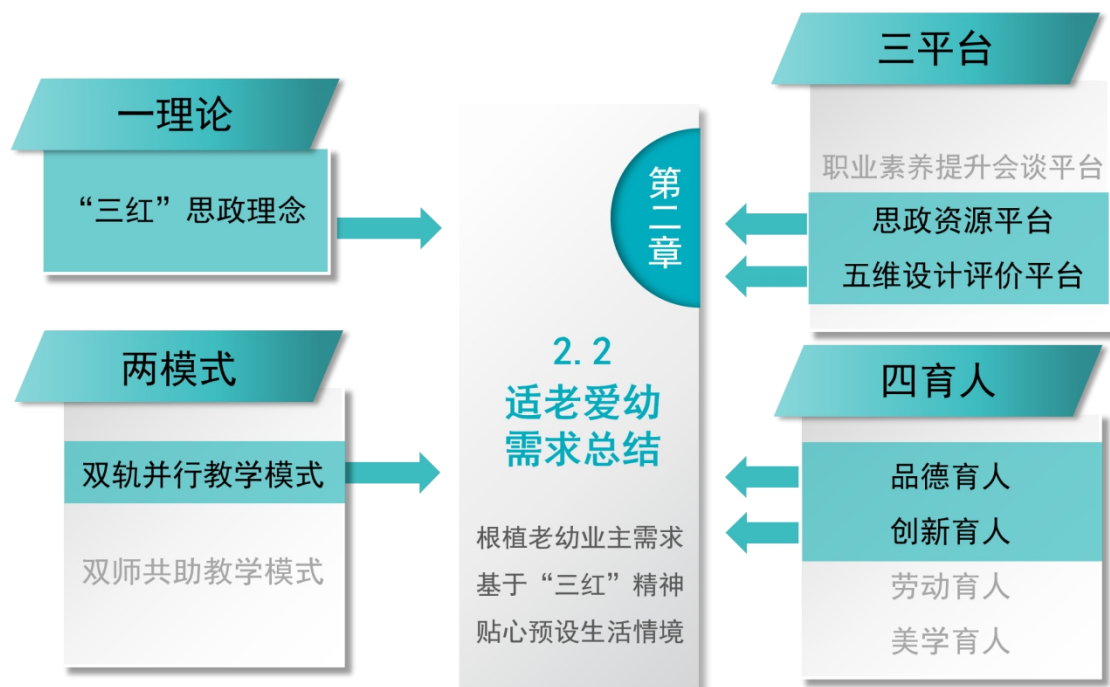 一理论
“三红”思政理念
两模式
双轨并行教学模式
双师共助教学模式
第二章
2.2
适老爱幼
需求总结
根植老幼业主需求
基于“三红”精神
贴心预设生活情境
三平台
职业素养提升会谈平台
思政资源平台
五维设计评价平台
四育人
品德育人
创新育人
劳动育人
美学育人